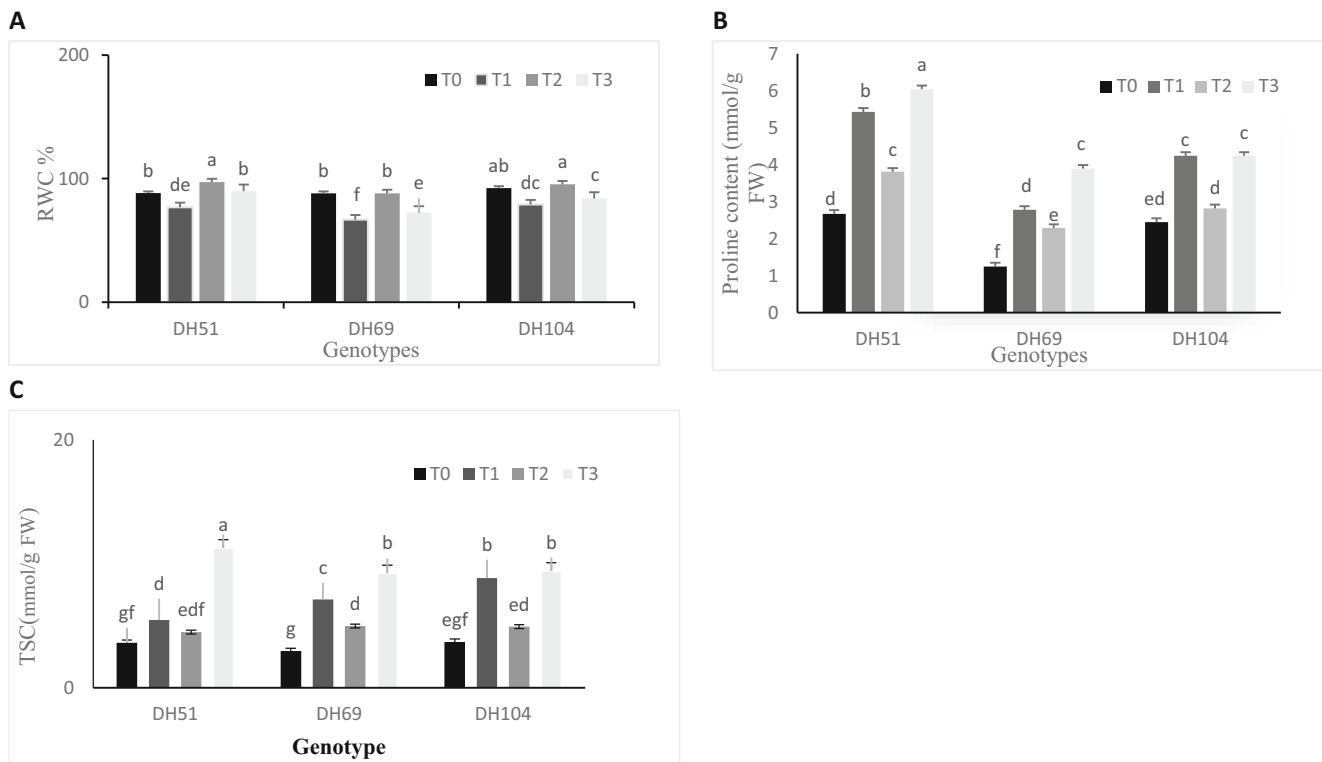 A
200
T0 T1 T2 T3
RWC %
100
b de a b b f b e ab dc a c
0
DH51 DH69 DH104
Genotypes
B
7
6
5
4
3
2
1
0
Proline content (mmol/g
FW)
T0 T1 T2 T3
d b c a f d e c ed c d c
DH51 DH69 DH104
Genotypes
C
20
T0 T1 T2 T3
TSC(mmol/g FW)
gf d edf a g c d b egf b ed b
0
DH51 DH69 DH104
Genotype